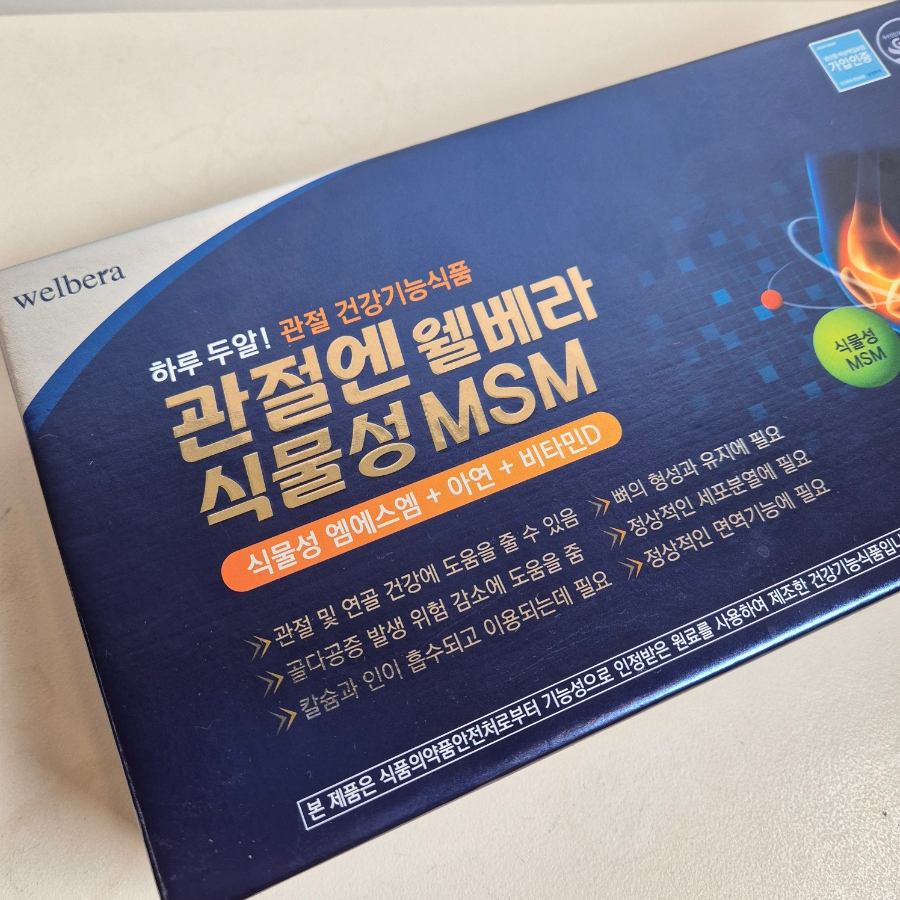 가입인증
welbera
하루 두알! 관절 건강기능식품
관절엔 웰베라
식물성 MSM
식물성
MSM
식물성 엠에스엠 + 아연 + 비타민D
관절 및 연골 건강에 도움을 줄 수 있음
골다공증 발생 위험 감소에 도움을 줌
칼슘과 인이 흡수되고 이용되는데 필요
뼈의 형성과 유지에 필요
정상적인 세포분열에 필요
정상적인 면역기능에 필요
본 제품은 식품의약품안전처로부터 기능성으로 인정받은 원료를 사용하여 제조한 건강기능식품입니